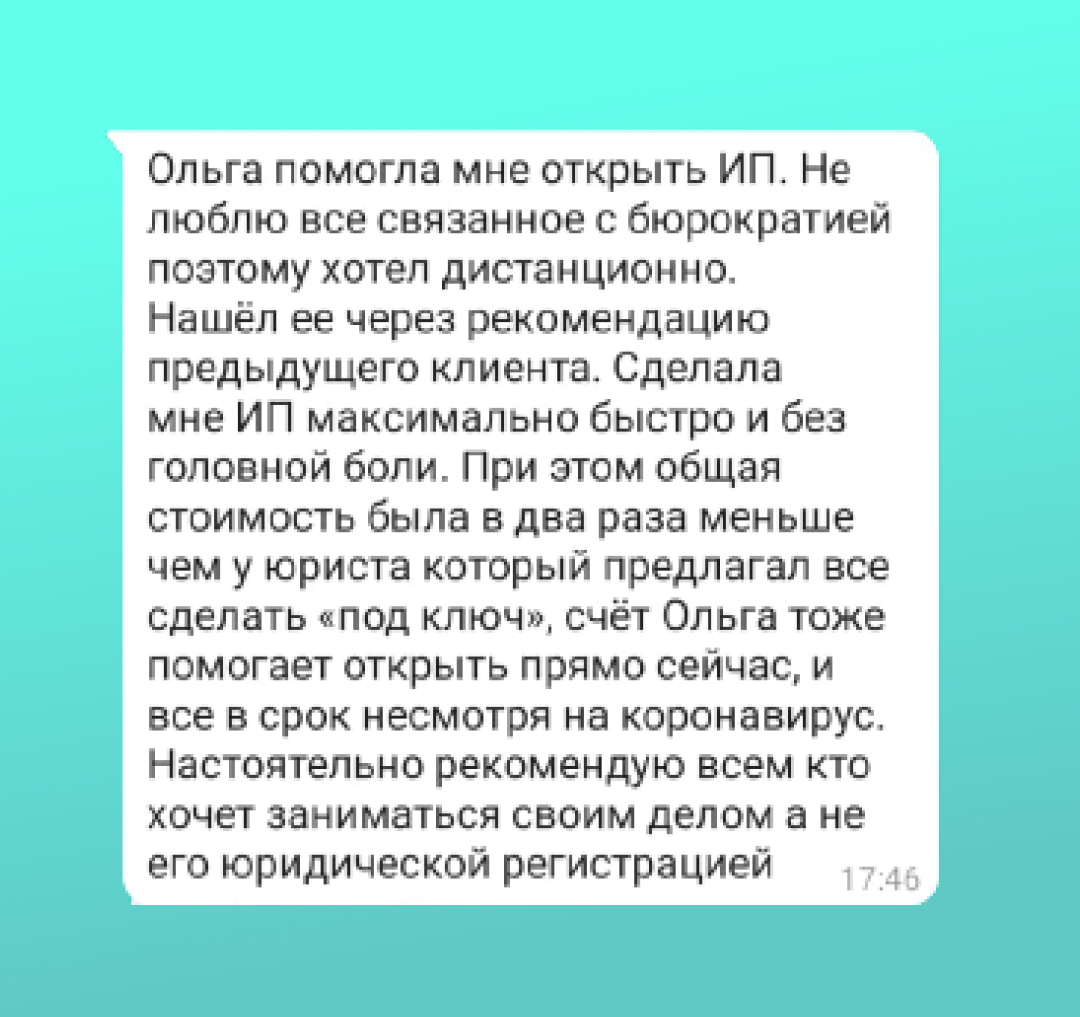 Ольга помогла мне открыть ИП. Не
люблю все связанное с бюрократией
поэтому хотел дистанционно.
Нашёл ее через рекомендацию
предыдущего клиента. Сделала
мне ИП максимально быстро и без
головной боли. При этом общая
стоимость была в два раза меньше
чем у юриста который предлагал все
сделать «под ключ», счёт Ольга тоже
помогает открыть прямо сейчас, и
все в срок несмотря на коронавирус.
Настоятельно рекомендую всем кто
хочет заниматься своим делом а не
его юридической регистрацией
17:46